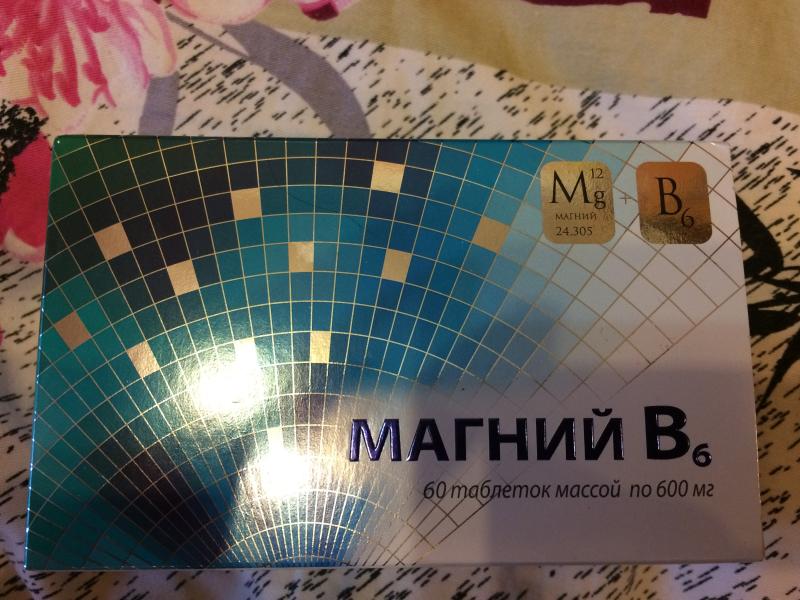 12
Mg + B6
МАГНИЙ
24.305
МАГНИЙ B6
60 таблеток массой по 600 мг